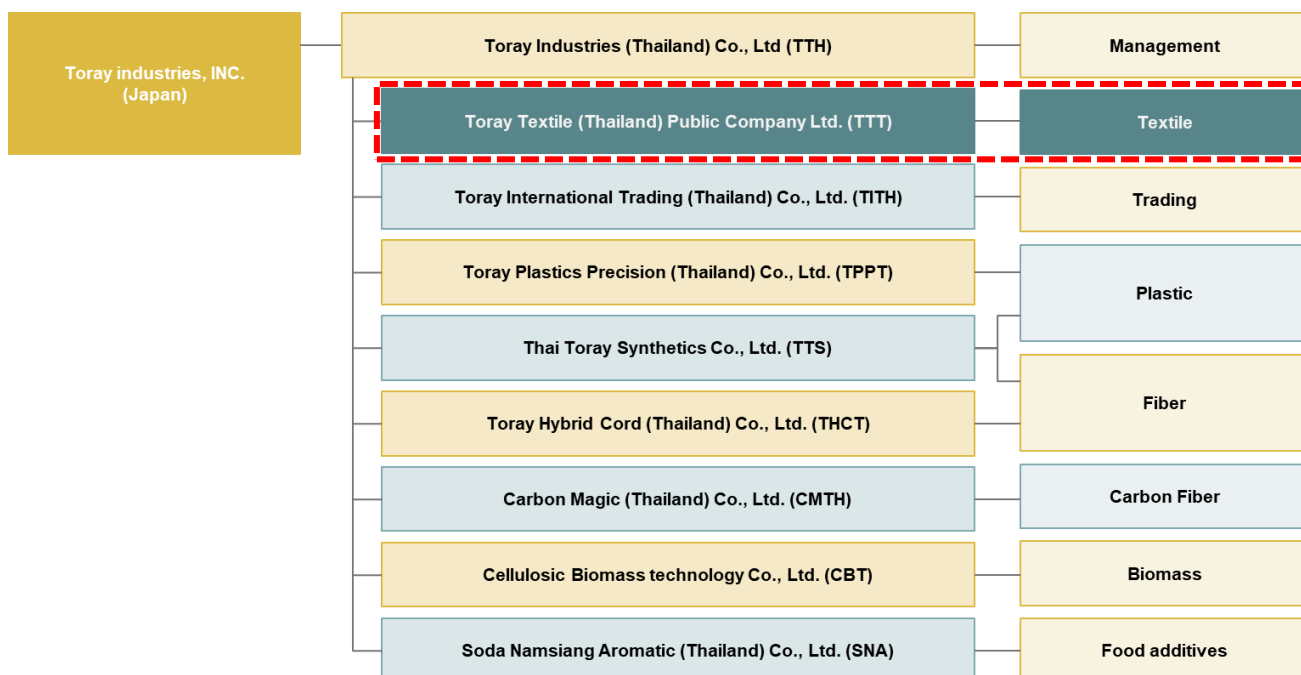 Toray industries, INC.
(Japan)
Toray Industries (Thailand) Co., Ltd (TTH)
Management
Toray Textile (Thailand) Public Company Ltd. (TTT)
Textile
Toray International Trading (Thailand) Co., Ltd. (TITH)
Trading
Toray Plastics Precision (Thailand) Co., Ltd. (TPPT)
Plastic
Thai Toray Synthetics Co., Ltd. (TTS)
Fiber
Toray Hybrid Cord (Thailand) Co., Ltd. (THCT)
Carbon Magic (Thailand) Co., Ltd. (CMTH)
Carbon Fiber
Cellulosic Biomass technology Co., Ltd. (CBT)
Biomass
Soda Namsiang Aromatic (Thailand) Co., Ltd. (SNA)
Food additives